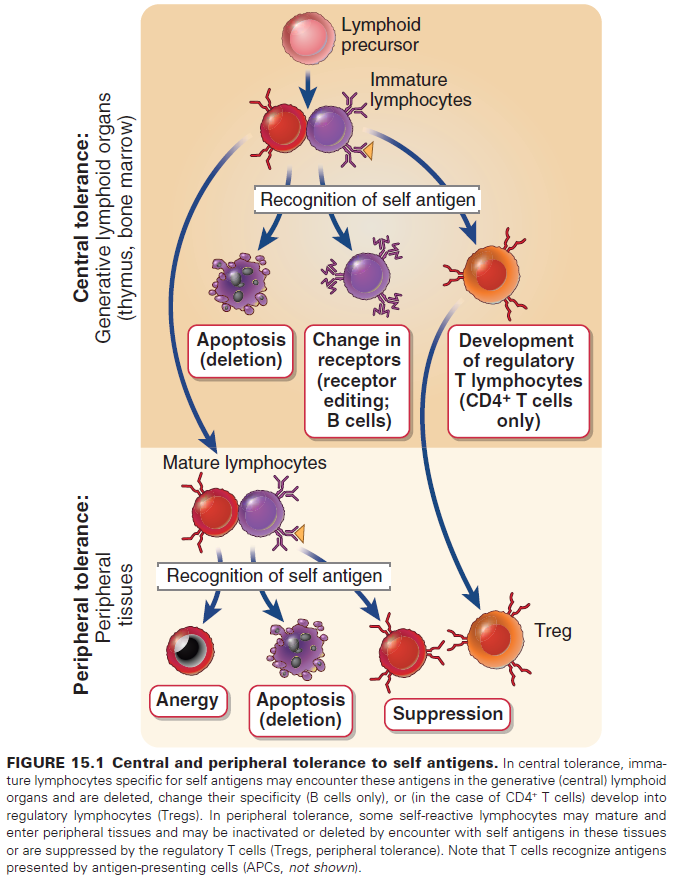 Lymphoid
precursor
Immature
lymphocytes
Central tolerance:
Generative lymphoid organs
(thymus, bone marrow)
Recognition of self antigen
Apoptosis
(deletion)
Change in
receptors
(receptor
editing;
B cells)
Development
of regulatory
T lymphocytes
(CD4+ T cells
only)
Mature lymphocytes
Peripheral tolerance:
Peripheral
tissues
Recognition of self antigen
Treg
Anergy
Apoptosis
(deletion)
Suppression
FIGURE 15.1 Central and peripheral tolerance to self antigens. In central tolerance, imma-
ture lymphocytes specific for self antigens may encounter these antigens in the generative (central) lymphoid
organs and are deleted, change their specificity (B cells only), or (in the case of CD4+ T cells) develop into
regulatory lymphocytes (Tregs). In peripheral tolerance, some self-reactive lymphocytes may mature and
enter peripheral tissues and may be inactivated or deleted by encounter with self antigens in these tissues
or are suppressed by the regulatory T cells (Tregs, peripheral tolerance). Note that T cells recognize antigens
presented by antigen-presenting cells (APCs, not shown).